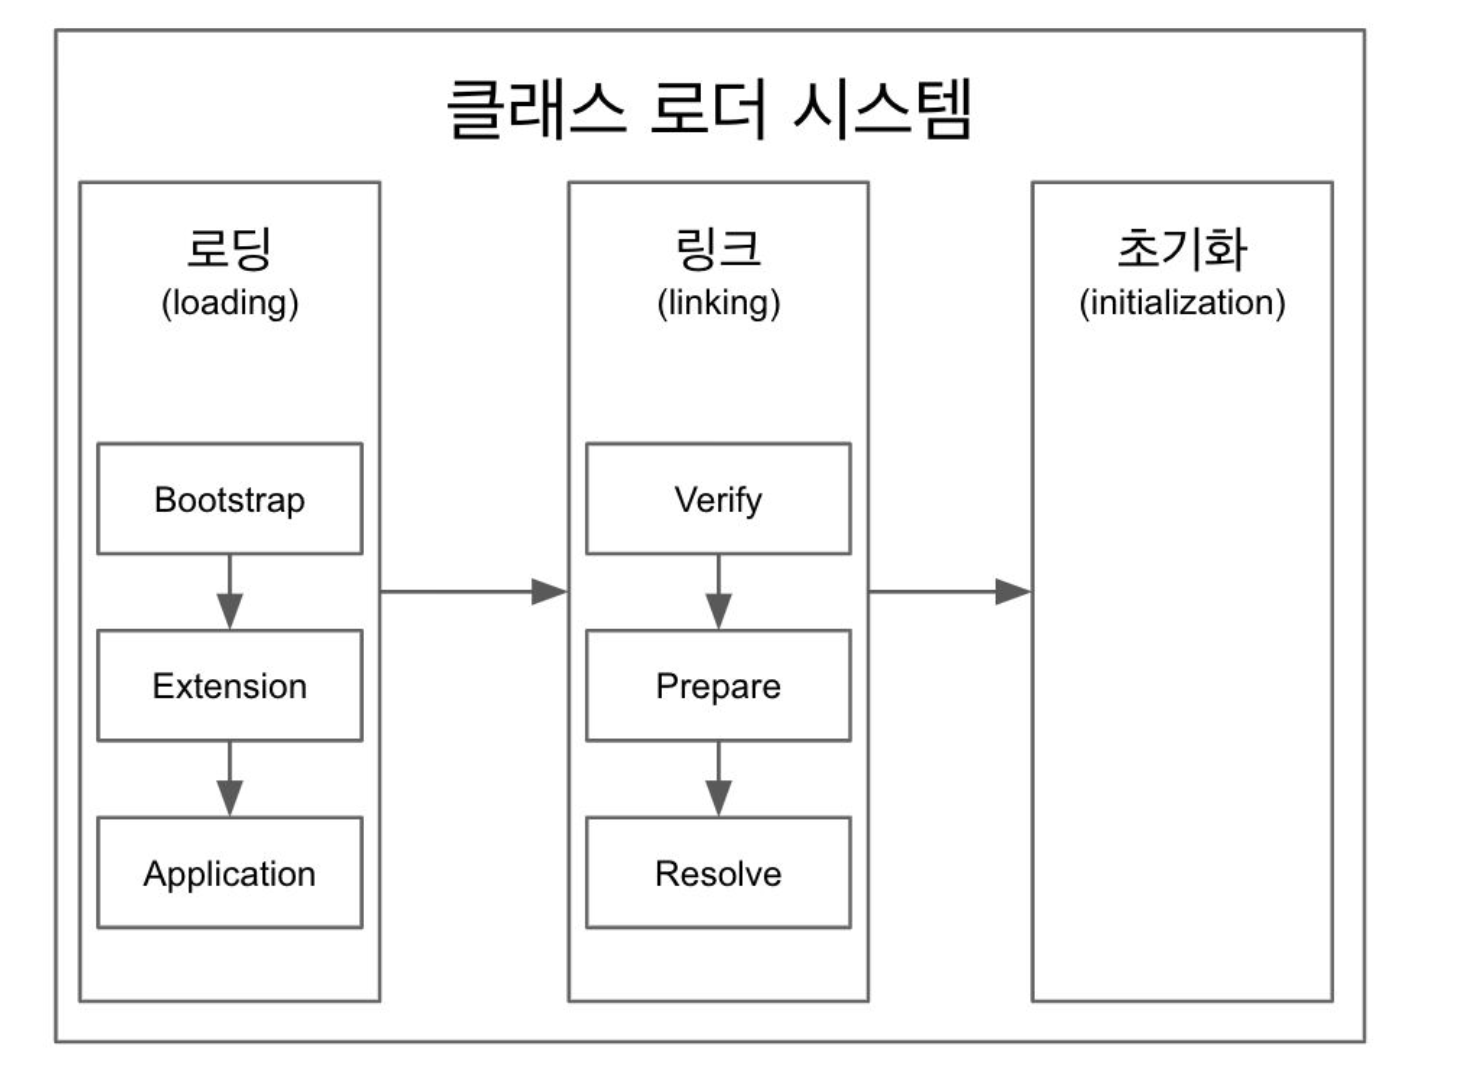 클래스 로더 시스템
로딩
(loading)
Bootstrap
Extension
Application
링크
(linking)
Verify
Prepare
Resolve
초기화
(initialization)